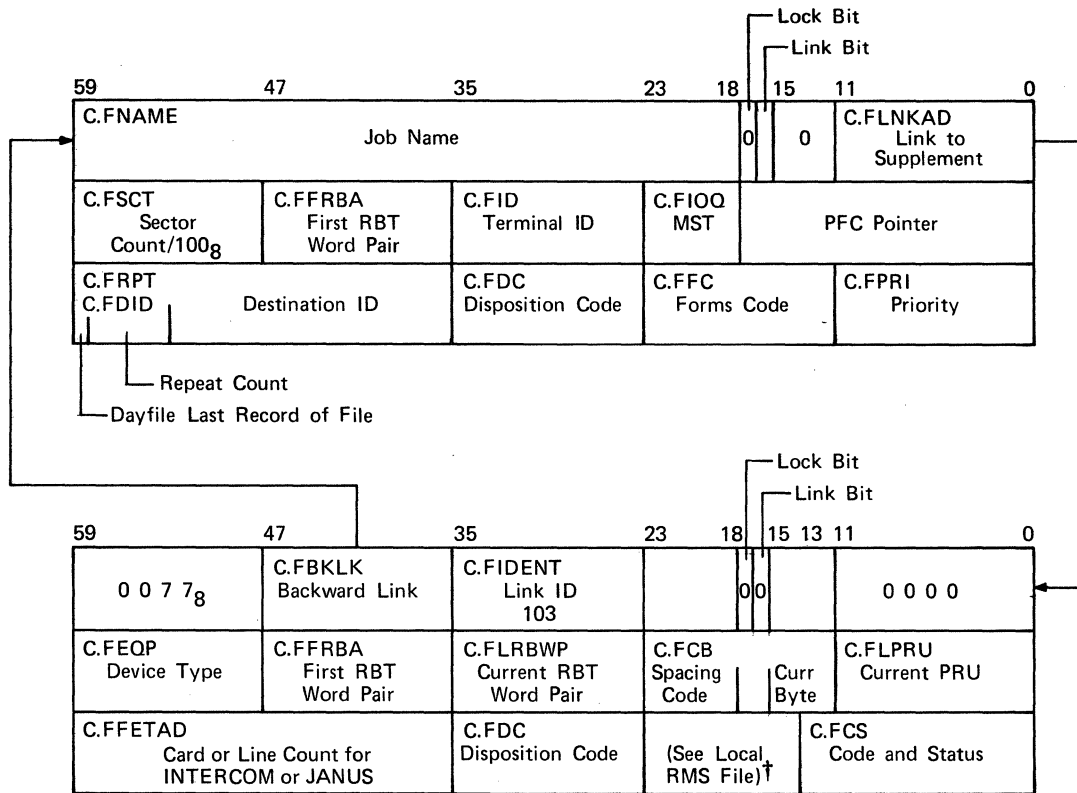 Lock Bit
Link Bit
59 47 35 23 18 15 11 0
C.FNAME
Job Name
0
0
C.FLNKAD
Link to
Supplement
C.FSCT
Sector
Count/100₈
C.FFRBA
First RBT
Word Pair
C.FID
Terminal ID
C.FIOQ
MST
PFC Pointer
C.FRPT
C.FDID
Destination ID
C.FDC
Disposition Code
C.FFC
Forms Code
C.FPRI
Priority
Repeat Count
Dayfile Last Record of File
Lock Bit
Link Bit
59 47 35 23 18 15 13 11 0
0 0 7 7₈
C.FBKLK
Backward Link
C.FIDENT
Link ID
103
0 0
0 0 0 0
C.FEQP
Device Type
C.FFRBA
First RBT
Word Pair
C.FLRBWP
Current RBT
Word Pair
C.FCB
Spacing
Code
Curr
Byte
C.FLPRU
Current PRU
C.FFETAD
Card or Line Count for
INTERCOM or JANUS
C.FDC
Disposition Code
(See Local
RMS File)†
C.FCS
Code and Status